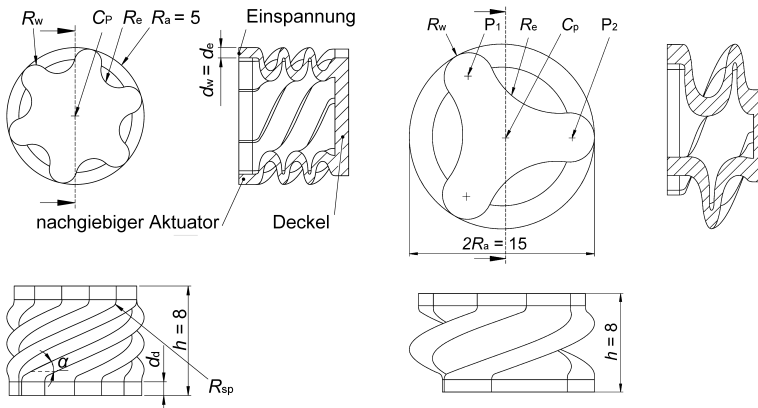 Rw
CP
Re
Ra = 5
Einspannung
dw = de
nachgiebiger Aktuator
Deckel
Rw
P1
Re
Cp
P2
2Ra = 15
α
dd
h = 8
Rsp
h = 8